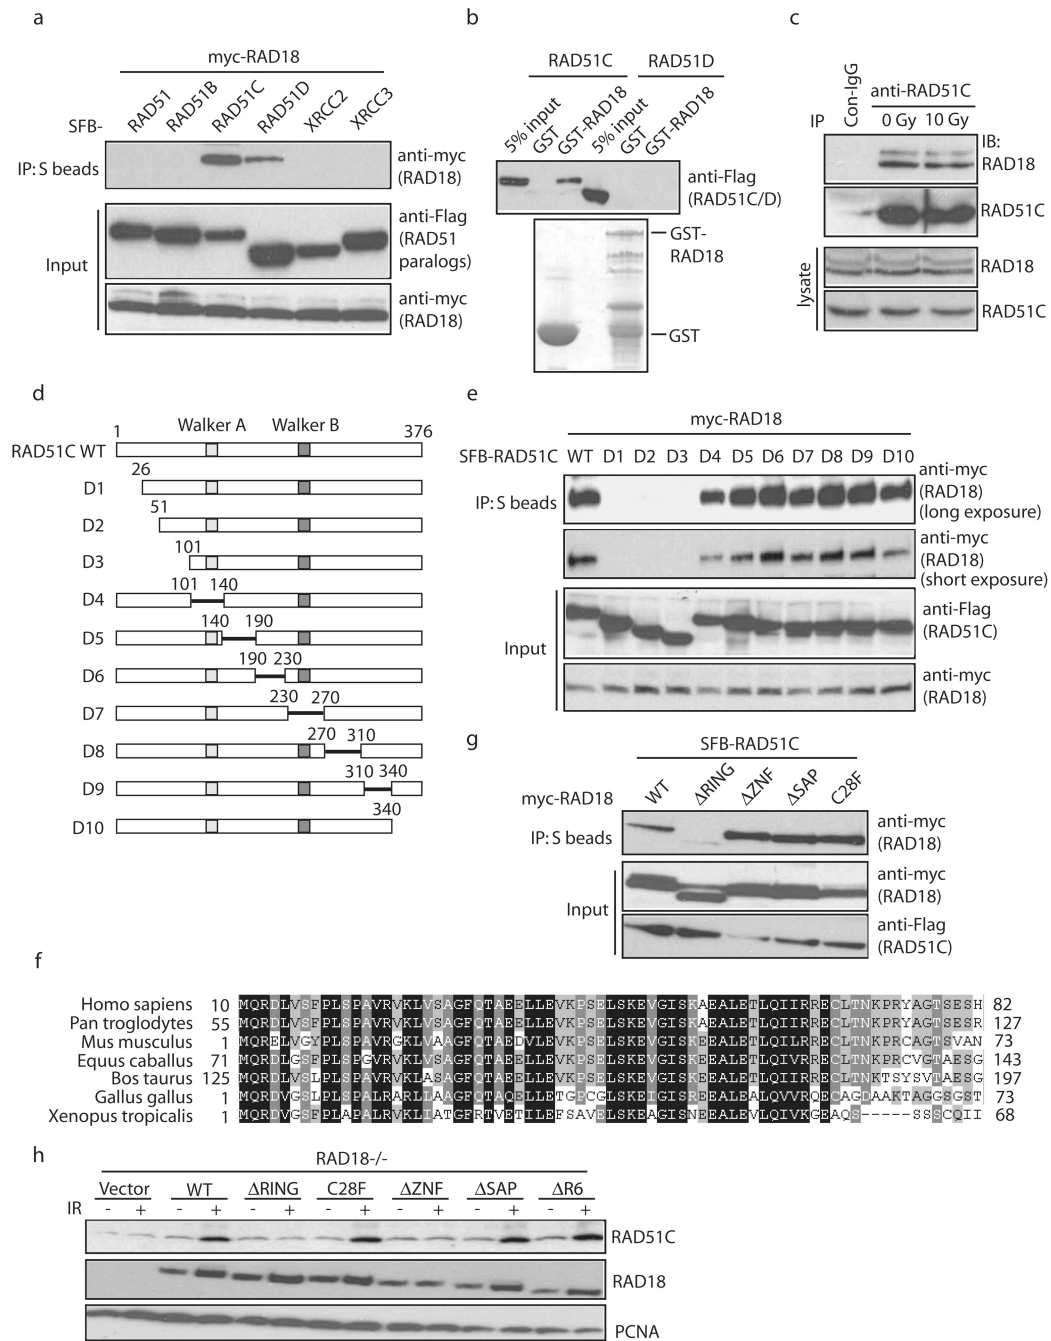 a
myc-RAD18
SFB- RAD51 RAD51B RAD51C RAD51D XRCC2 XRCC3
IP: S beads
anti-myc
(RAD18)
Input
anti-Flag
(RAD51
paralogs)
anti-myc
(RAD18)
b
RAD51C RAD51D
5% input GST GST-RAD18 5% input GST GST-RAD18
anti-Flag
(RAD51C/D)
GST-
RAD18
GST
c
Con-IgG
anti-RAD51C
IP 0 Gy 10 Gy
IB:
RAD18
RAD51C
lysate
RAD18
RAD51C
d
Walker A Walker B
1 376
RAD51C WT
26
D1
51
D2
101
D3
101 140
D4
140 190
D5
190 230
D6
230 270
D7
270 310
D8
310 340
D9
340
D10
e
myc-RAD18
SFB-RAD51C WT D1 D2 D3 D4 D5 D6 D7 D8 D9 D10
IP: S beads
anti-myc
(RAD18)
(long exposure)
anti-myc
(RAD18)
(short exposure)
Input
anti-Flag
(RAD51C)
anti-myc
(RAD18)
g
SFB-RAD51C
myc-RAD18 WT ΔRING ΔZNF ΔSAP C28F
IP: S beads
anti-myc
(RAD18)
Input
anti-myc
(RAD18)
anti-Flag
(RAD51C)
f
Homo sapiens 10 MQRDLVSFPLSPAVRVKLVSAGFQTAEELLEVKPSELSKEVGISKAEALETLQIIRRECLTNKPRYAGTSESH 82
Pan troglodytes 55 MQRDLVSFPLSPAVRVKLVSAGFQTAEELLEVKPSELSKEVGISKAEALETLQIIRRECLTNKPRYAGTSESR 127
Mus musculus 1 MQRELVGYPLSPAVRGKLVAAGFQTAEDVLEVKPSELSKEVGISKEEALETLQILRRECLTNKPRCAGTSVAN 73
Equus caballus 71 MQRDLGSFPLSPGVRVKLVSAGFQTAEELLEVKPSELSKEVGISKEEALETLQIIRRECLTNKPRCVGTAESG 143
Bos taurus 125 MQRDLVSLPLSPAVRVKLASAGFQTAEELLEVKPSELSKEVGISKEEALETLQIIRRECLTNKTSYSVTAESG 197
Gallus gallus 1 MQRDVGSLPLSPALRARLLAAGFQTAQELLETGPCGLSKEIGISREEALEALQVVRQECAGDAAKTAGGSGST 73
Xenopus tropicalis 1 MQRDVGSFPLAPALRVKLIATGFRTVETILEFSAVELSKEAGISNEEALEVLQIVKGEAQS-----SSSCQII 68
h
RAD18-/-
Vector WT ΔRING C28F ΔZNF ΔSAP ΔR6
IR - + - + - + - + - + - + - +
RAD51C
RAD18
PCNA